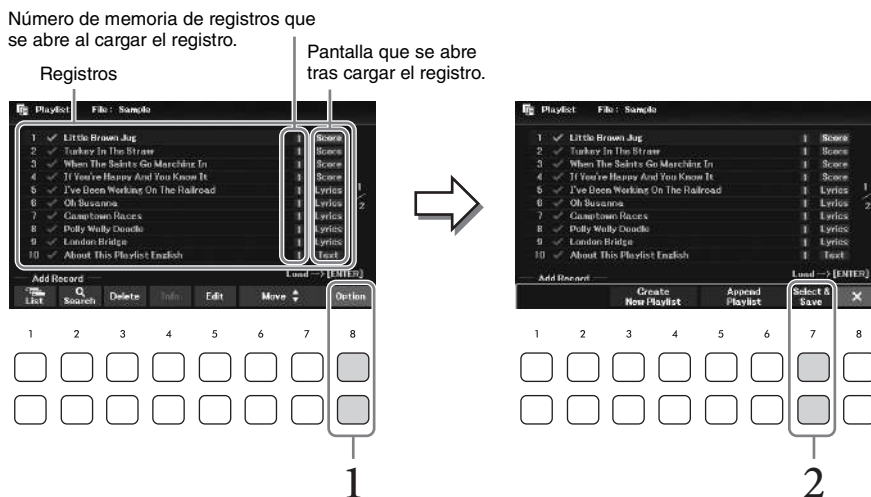 Número de memoria de registros que
se abre al cargar el registro.
Pantalla que se abre
tras cargar el registro.
Registros
Playlist File: Sample
1 ✓ Little Brown Jug 1 Score
2 ✓ Turkey In The Straw 1 Score
3 ✓ When The Saints Go Marching In 1 Score
4 ✓ If You're Happy And You Know It 1 Score
5 ✓ I've Been Working On The Railroad 1 Lyrics
6 ✓ Oh Susanna 1 Lyrics
7 ✓ Camptown Races 1 Lyrics
8 ✓ Polly Wolly Doodle 1 Lyrics
9 ✓ London Bridge 1 Lyrics
10 ✓ About This Playlist English 1 Text
1/2
Add Record
Load --> [ENTER]
List Search Delete Info Edit Move Option
1 2 3 4 5 6 7 8
1
Playlist File: Sample
1 ✓ Little Brown Jug 1 Score
2 ✓ Turkey In The Straw 1 Score
3 ✓ When The Saints Go Marching In 1 Score
4 ✓ If You're Happy And You Know It 1 Score
5 ✓ I've Been Working On The Railroad 1 Lyrics
6 ✓ Oh Susanna 1 Lyrics
7 ✓ Camptown Races 1 Lyrics
8 ✓ Polly Wolly Doodle 1 Lyrics
9 ✓ London Bridge 1 Lyrics
10 ✓ About This Playlist English 1 Text
1/2
Add Record
Load --> [ENTER]
Create
New Playlist
Append
Playlist
Select &
Save
×
1 2 3 4 5 6 7 8
2